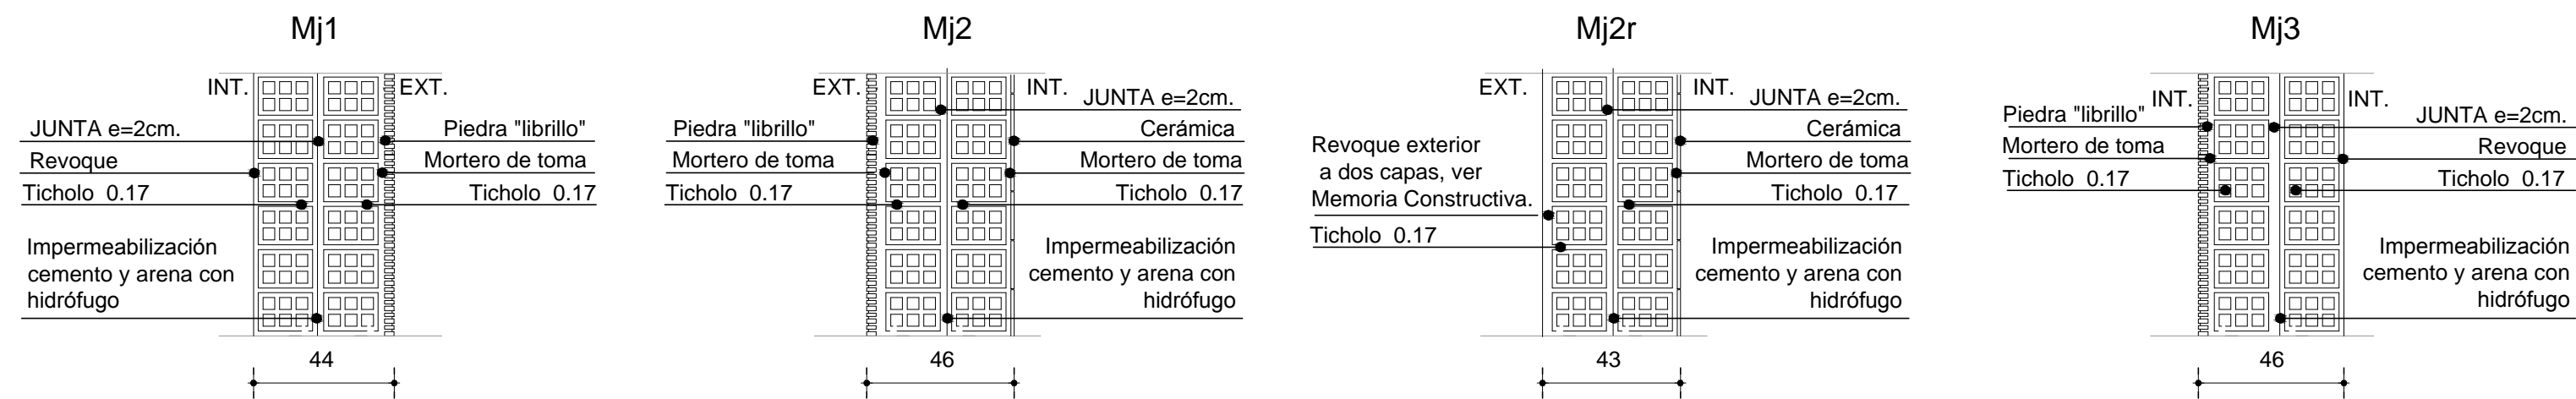 Mj1
INT.
EXT.
JUNTA e=2cm.
Revoque
Ticholo 0.17
Impermeabilización
cemento y arena con
hidrófugo
Piedra "librillo"
Mortero de toma
Ticholo 0.17
44
Mj2
EXT.
INT.
Piedra "librillo"
Mortero de toma
Ticholo 0.17
JUNTA e=2cm.
Cerámica
Mortero de toma
Ticholo 0.17
Impermeabilización
cemento y arena con
hidrófugo
46
Mj2r
EXT.
INT.
Revoque exterior
a dos capas, ver
Memoria Constructiva.
Ticholo 0.17
JUNTA e=2cm.
Cerámica
Mortero de toma
Ticholo 0.17
Impermeabilización
cemento y arena con
hidrófugo
43
Mj3
INT.
INT.
Piedra "librillo"
Mortero de toma
Ticholo 0.17
JUNTA e=2cm.
Revoque
Ticholo 0.17
Impermeabilización
cemento y arena con
hidrófugo
46